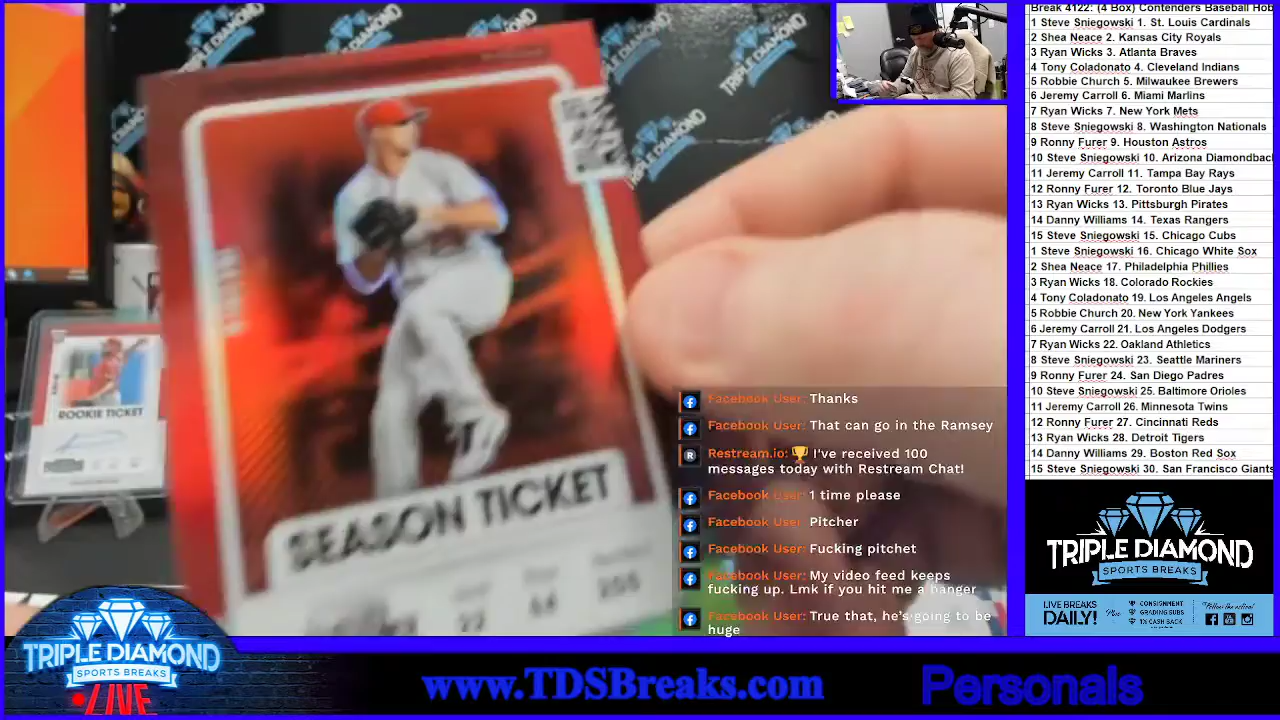 Break 4122: (4 Box) Contenders Baseball Hob
1 Steve Sniegowski 1. St. Louis Cardinals
2 Shea Neace 2. Kansas City Royals
3 Ryan Wicks 3. Atlanta Braves
4 Tony Coladonato 4. Cleveland Indians
5 Robbie Church 5. Milwaukee Brewers
6 Jeremy Carroll 6. Miami Marlins
7 Ryan Wicks 7. New York Mets
8 Steve Sniegowski 8. Washington Nationals
9 Ronny Furer 9. Houston Astros
10 Steve Sniegowski 10. Arizona Diamondbac
11 Jeremy Carroll 11. Tampa Bay Rays
12 Ronny Furer 12. Toronto Blue Jays
13 Ryan Wicks 13. Pittsburgh Pirates
14 Danny Williams 14. Texas Rangers
15 Steve Sniegowski 15. Chicago Cubs
1 Steve Sniegowski 16. Chicago White Sox
2 Shea Neace 17. Philadelphia Phillies
3 Ryan Wicks 18. Colorado Rockies
4 Tony Coladonato 19. Los Angeles Angels
5 Robbie Church 20. New York Yankees
6 Jeremy Carroll 21. Los Angeles Dodgers
7 Ryan Wicks 22. Oakland Athletics
8 Steve Sniegowski 23. Seattle Mariners
9 Ronny Furer 24. San Diego Padres
10 Steve Sniegowski 25. Baltimore Orioles
11 Jeremy Carroll 26. Minnesota Twins
12 Ronny Furer 27. Cincinnati Reds
13 Ryan Wicks 28. Detroit Tigers
14 Danny Williams 29. Boston Red Sox
15 Steve Sniegowski 30. San Francisco Giants
TRIPLE DIAMOND
SEASON TICKET
ROOKIE TICKET
Facebook User: Thanks
Facebook User: That can go in the Ramsey
Restream.io: 🏆 I've received 100
messages today with Restream Chat!
Facebook User: 1 time please
Facebook User: Pitcher
Facebook User: Fucking pitchet
Facebook User: My video feed keeps
fucking up. Lmk if you hit me a banger
Facebook User: True that, he's going to be
huge
TRIPLE DIAMOND
SPORTS BREAKS
LIVE BREAKS
DAILY!
Plus
CONSIGNMENT
GRADING SUBS
1% CASH BACK
Follow the action!
TRIPLE DIAMOND
SPORTS BREAKS
LIVE
www.TDSBreaks.com
Personals